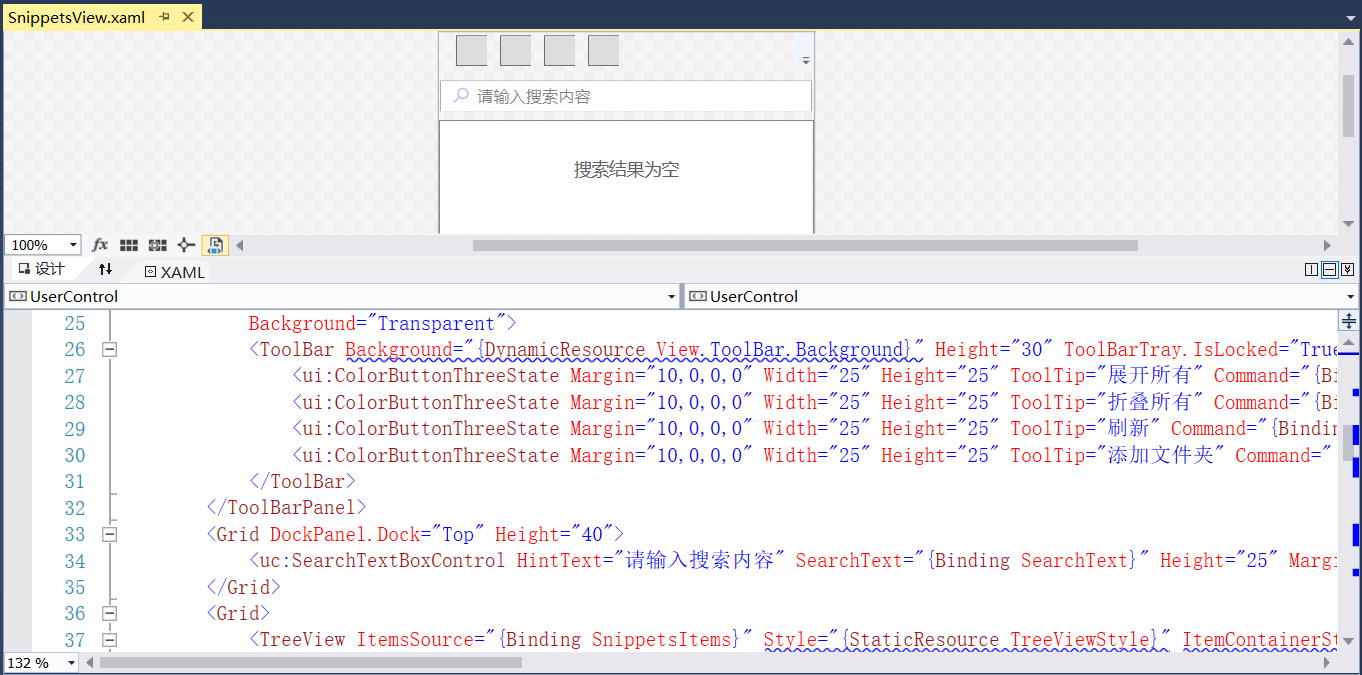 SnippetsView.xaml
请输入搜索内容
搜索结果为空
100%
fx
设计
XAML
UserControl
UserControl
25 Background="Transparent">
26 <ToolBar Background="{DynamicResource View.ToolBar.Background}" Height="30" ToolBarTray.IsLocked="True
27 <ui:ColorButtonThreeState Margin="10,0,0,0" Width="25" Height="25" ToolTip="展开所有" Command="{Bi
28 <ui:ColorButtonThreeState Margin="10,0,0,0" Width="25" Height="25" ToolTip="折叠所有" Command="{Bi
29 <ui:ColorButtonThreeState Margin="10,0,0,0" Width="25" Height="25" ToolTip="刷新" Command="{Bindin
30 <ui:ColorButtonThreeState Margin="10,0,0,0" Width="25" Height="25" ToolTip="添加文件夹" Command="
31 </ToolBar>
32 </ToolBarPanel>
33 <Grid DockPanel.Dock="Top" Height="40">
34 <uc:SearchTextBoxControl HintText="请输入搜索内容" SearchText="{Binding SearchText}" Height="25" Marg
35 </Grid>
36 <Grid>
37 <TreeView ItemsSource="{Binding SnippetsItems}" Style="{StaticResource TreeViewStyle}" ItemContainerSt
132 %